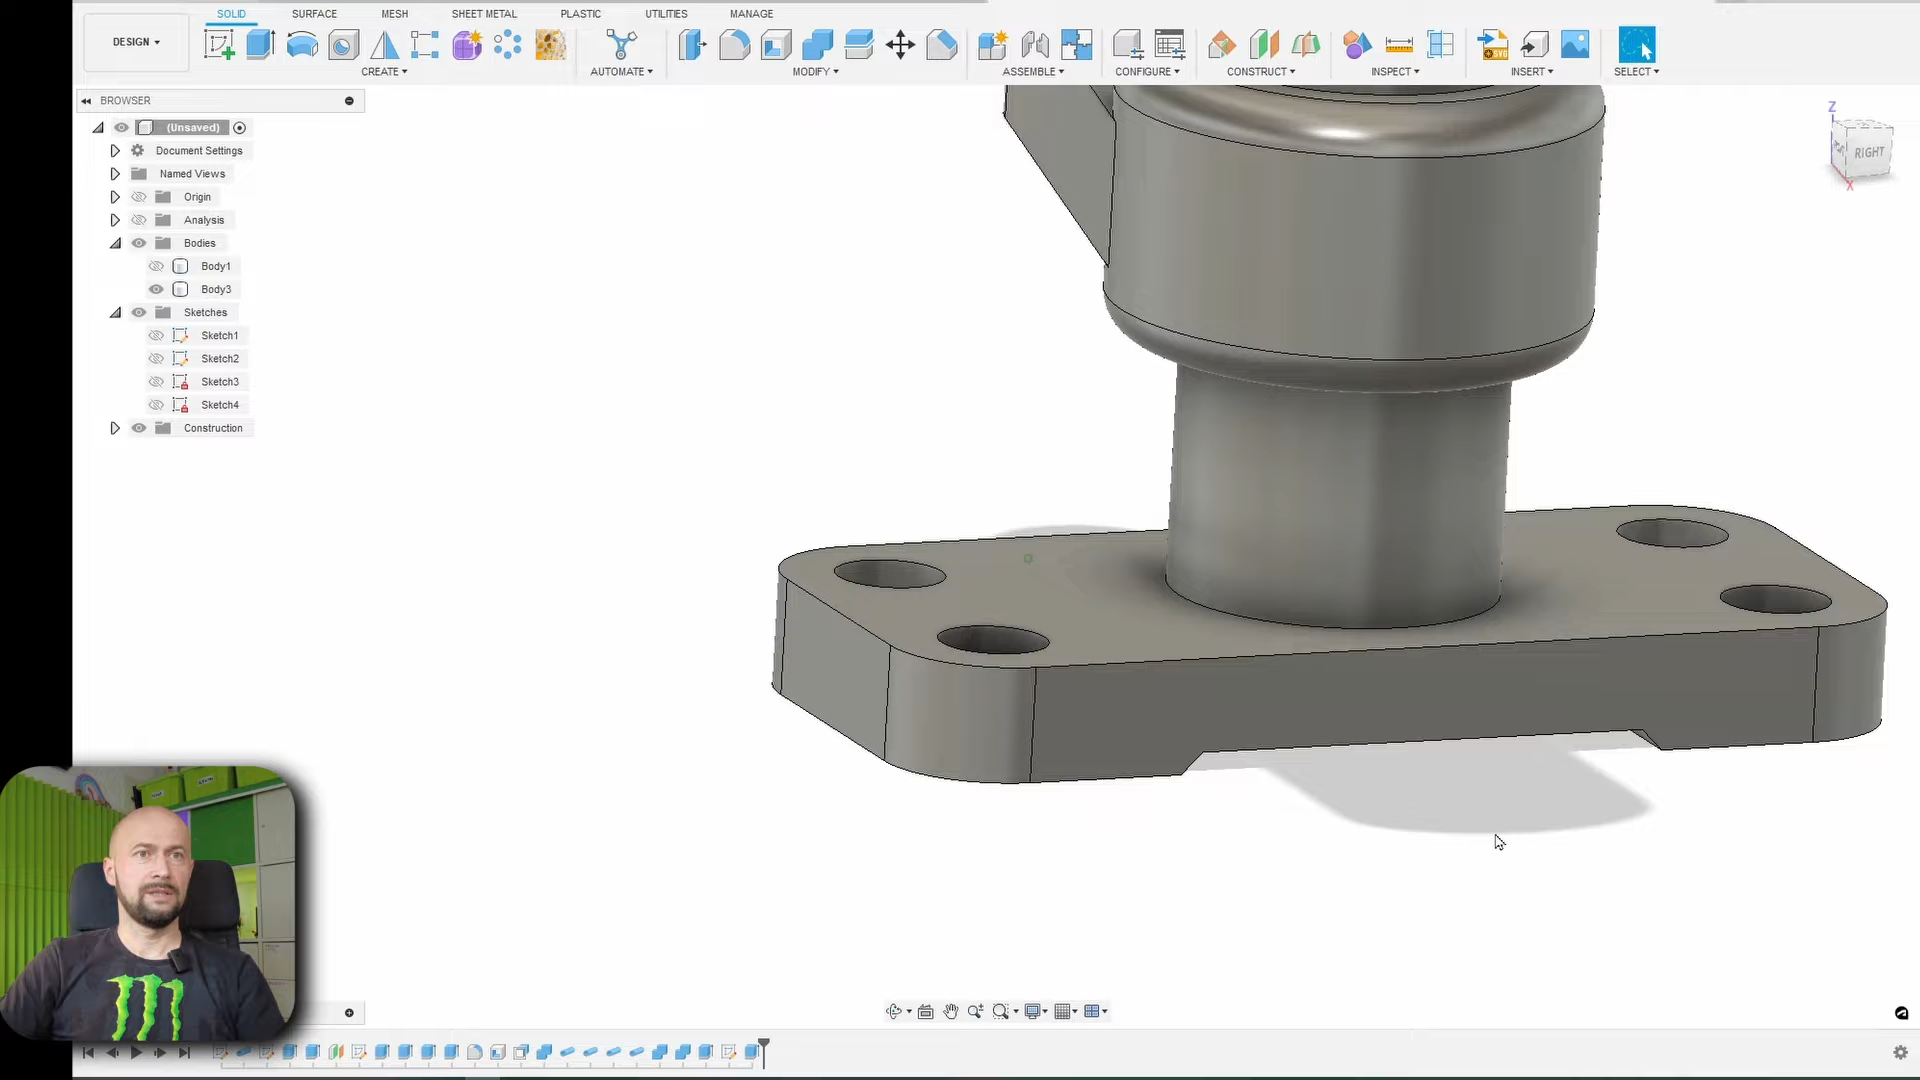 SOLID SURFACE MESH SHEET METAL PLASTIC UTILITIES MANAGE
DESIGN
CREATE AUTOMATE MODIFY ASSEMBLE CONFIGURE CONSTRUCT INSPECT INSERT SELECT
BROWSER
(Unsaved)
Document Settings
Named Views
Origin
Analysis
Bodies
Body1
Body3
Sketches
Sketch1
Sketch2
Sketch3
Sketch4
Construction
Z
RIGHT
X